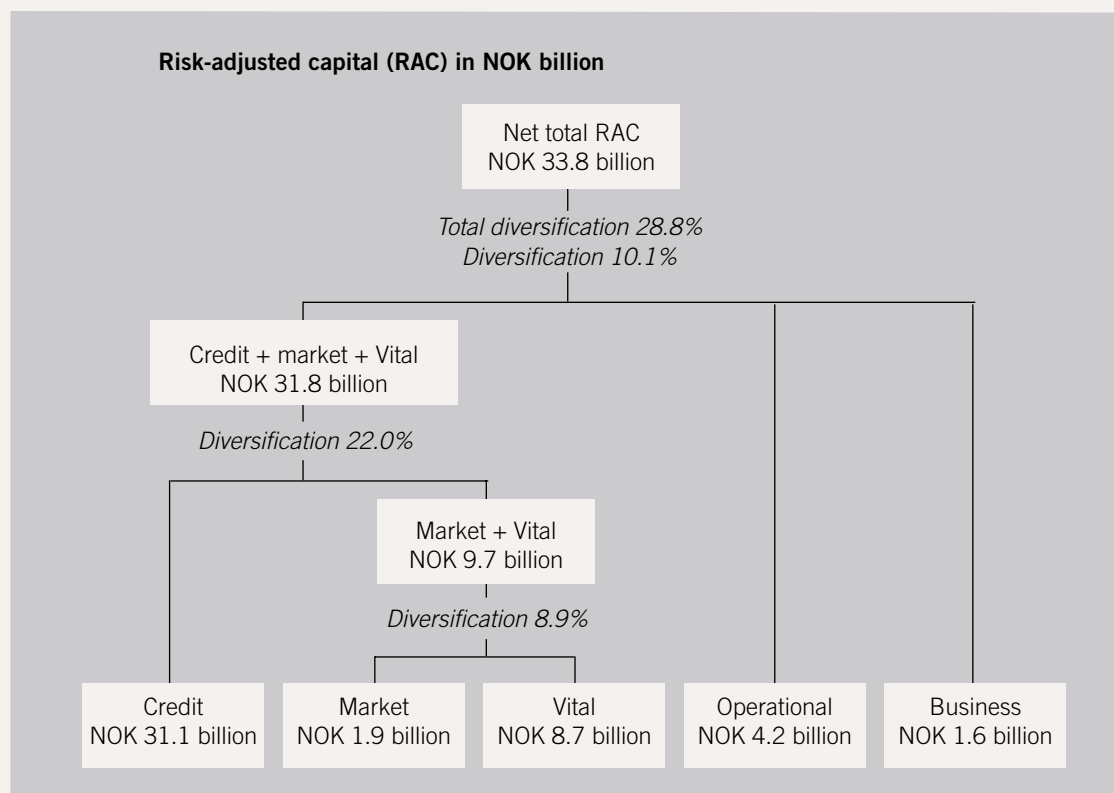 Risk-adjusted capital (RAC) in NOK billion
Net total RAC
NOK 33.8 billion
Total diversification 28.8%
Diversification 10.1%
Credit + market + Vital
NOK 31.8 billion
Diversification 22.0%
Market + Vital
NOK 9.7 billion
Diversification 8.9%
Credit
NOK 31.1 billion
Market
NOK 1.9 billion
Vital
NOK 8.7 billion
Operational
NOK 4.2 billion
Business
NOK 1.6 billion